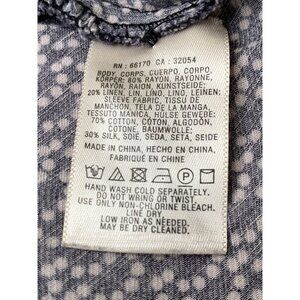 RN : 66170 CA : 32054
BODY, CORPS, CUERPO, CORPO,
KÖRPER: 80% RAYON, RAYONNE,
RAYÓN, RAION, KUNSTSEIDE;
20% LINEN, LIN, LINO, LINO, LEINEN;
SLEEVE FABRIC, TISSU DE
MANCHON, TELA DE LA MANGA,
TECIDO DA MANGA, HÜLSE GEWEBE:
70% COTTON, COTON, ALGODÓN,
COTONE, BAUMWOLLE;
30% SILK, SOIE, SEDA, SETA, SEIDE
MADE IN CHINA, HECHO EN CHINA,
FABRIQUÉ EN CHINE
HAND WASH COLD SEPARATELY.
DO NOT WRING OR TWIST.
USE ONLY NON-CHLORINE BLEACH.
LINE DRY.
LOW IRON AS NEEDED.
MAY BE DRY CLEANED.